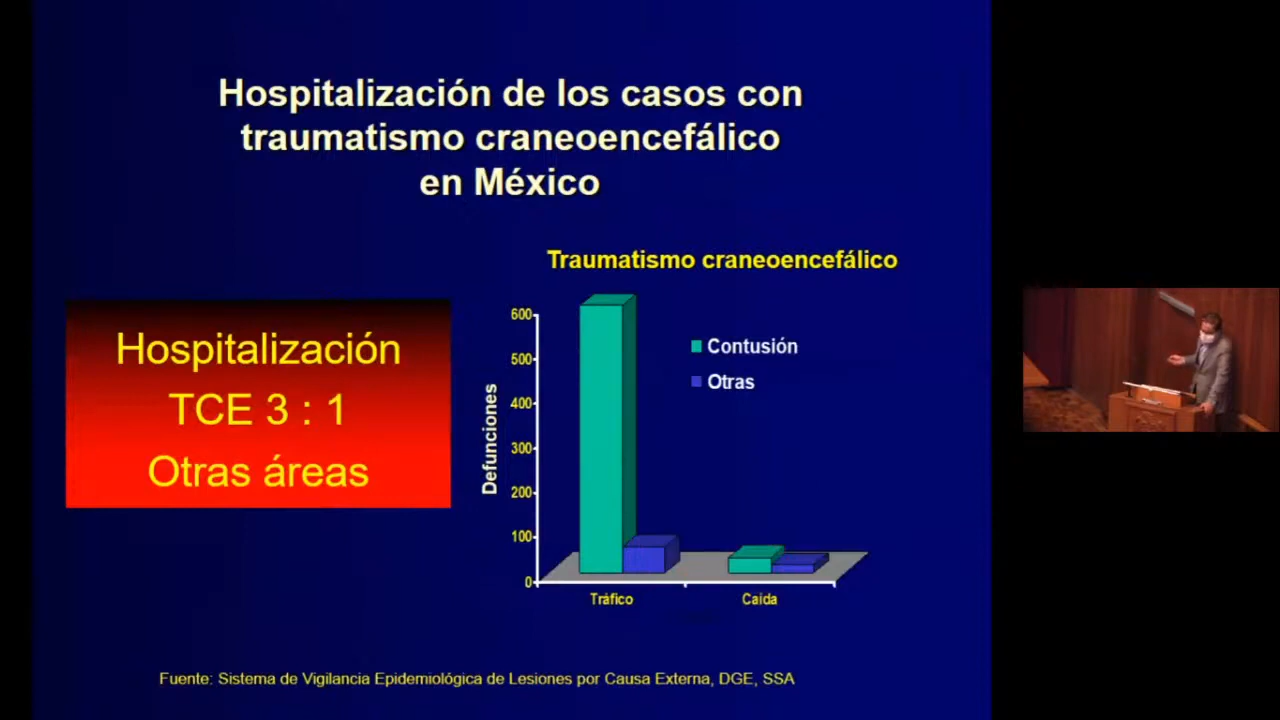 Hospitalización de los casos con
traumatismo craneoencefálico
en México
Hospitalización
TCE 3 : 1
Otras áreas
Traumatismo craneoencefálico
Defunciones
600
500
400
300
200
100
0
Contusión
Otras
Tráfico
Caída
Fuente: Sistema de Vigilancia Epidemiológica de Lesiones por Causa Externa, DGE, SSA